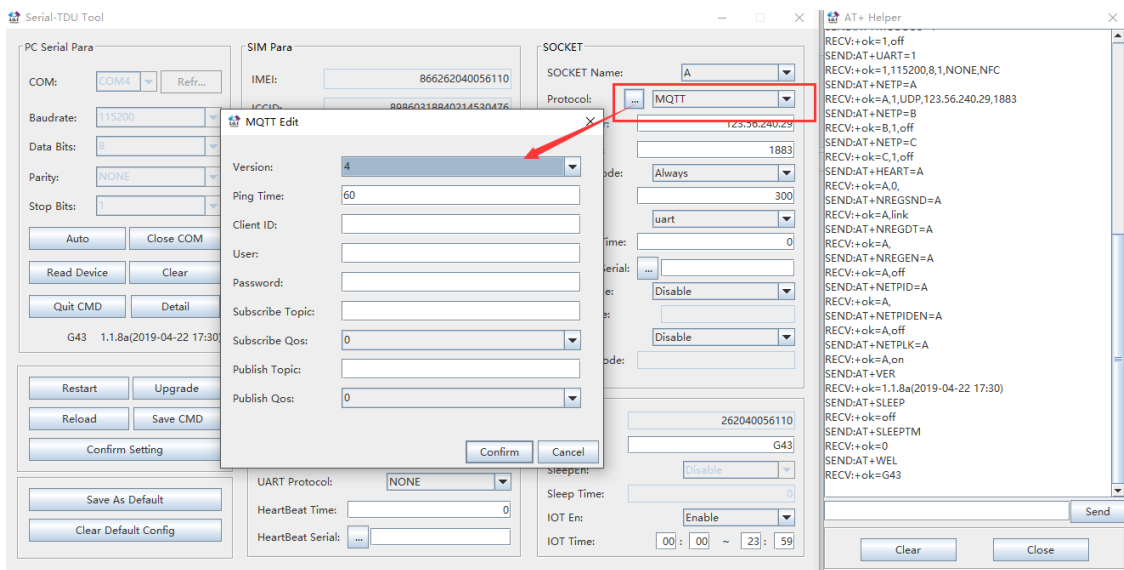 Serial-TDU Tool
PC Serial Para
COM: COM4 Refr...
Baudrate: 115200
Data Bits: 8
Parity: NONE
Stop Bits: 1
Auto Close COM
Read Device Clear
Quit CMD Detail
G43 1.1.8a(2019-04-22 17:30)
Restart Upgrade
Reload Save CMD
Confirm Setting
Save As Default
Clear Default Config
SIM Para
IMEI: 866262040056110
ICCID: 89860318840214530476
MQTT Edit
Version: 4
Ping Time: 60
Client ID:
User:
Password:
Subscribe Topic:
Subscribe Qos: 0
Publish Topic:
Publish Qos: 0
Confirm Cancel
UART Protocol: NONE
HeartBeat Time: 0
HeartBeat Serial: ...
SOCKET
SOCKET Name: A
Protocol: ... MQTT
123.56.240.29
1883
ode: Always
300
uart
ime: 0
erial: ...
e: Disable
e:
Disable
ode:
262040056110
G43
SleepEn: Disable
Sleep Time: 0
IOT En: Enable
IOT Time: 00 : 00 ~ 23 : 59
AT+ Helper
RECV:+ok=1,off
SEND:AT+UART=1
RECV:+ok=1,115200,8,1,NONE,NFC
SEND:AT+NETP=A
RECV:+ok=A,1,UDP,123.56.240.29,1883
SEND:AT+NETP=B
RECV:+ok=B,1,off
SEND:AT+NETP=C
RECV:+ok=C,1,off
SEND:AT+HEART=A
RECV:+ok=A,0,
SEND:AT+NREGSND=A
RECV:+ok=A,link
SEND:AT+NREGDT=A
RECV:+ok=A,
SEND:AT+NREGEN=A
RECV:+ok=A,off
SEND:AT+NETPID=A
RECV:+ok=A,
SEND:AT+NETPIDEN=A
RECV:+ok=A,off
SEND:AT+NETPLK=A
RECV:+ok=A,on
SEND:AT+VER
RECV:+ok=1.1.8a(2019-04-22 17:30)
SEND:AT+SLEEP
RECV:+ok=off
SEND:AT+SLEEPTM
RECV:+ok=0
SEND:AT+WEL
RECV:+ok=G43
Send
Clear Close